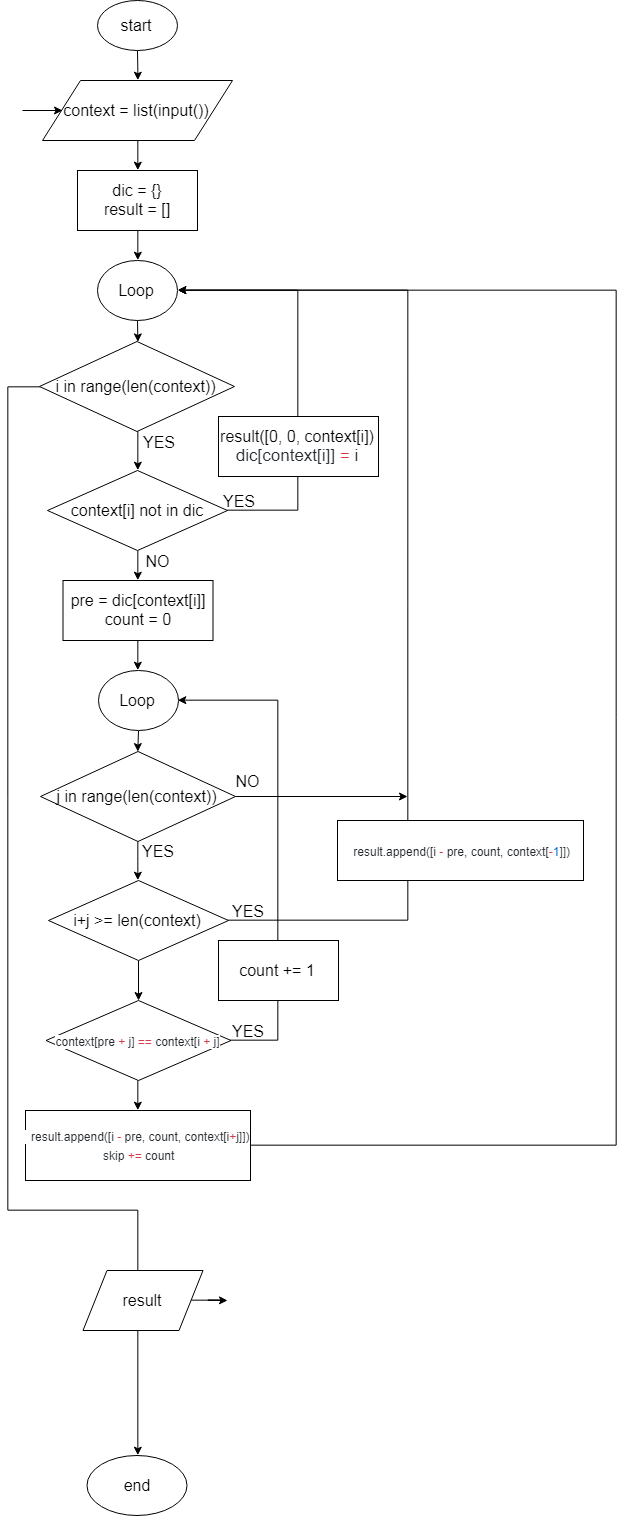 start
context = list(input())
dic = {}
result = []
Loop
i in range(len(context))
YES
result([0, 0, context[i])
dic[context[i]] = i
context[i] not in dic
YES
NO
pre = dic[context[i]]
count = 0
Loop
j in range(len(context))
NO
YES
result.append([i - pre, count, context[-1]])
i+j >= len(context)
YES
count += 1
context[pre + j] == context[i + j]
YES
result.append([i - pre, count, context[i+j]])
skip += count
result
end